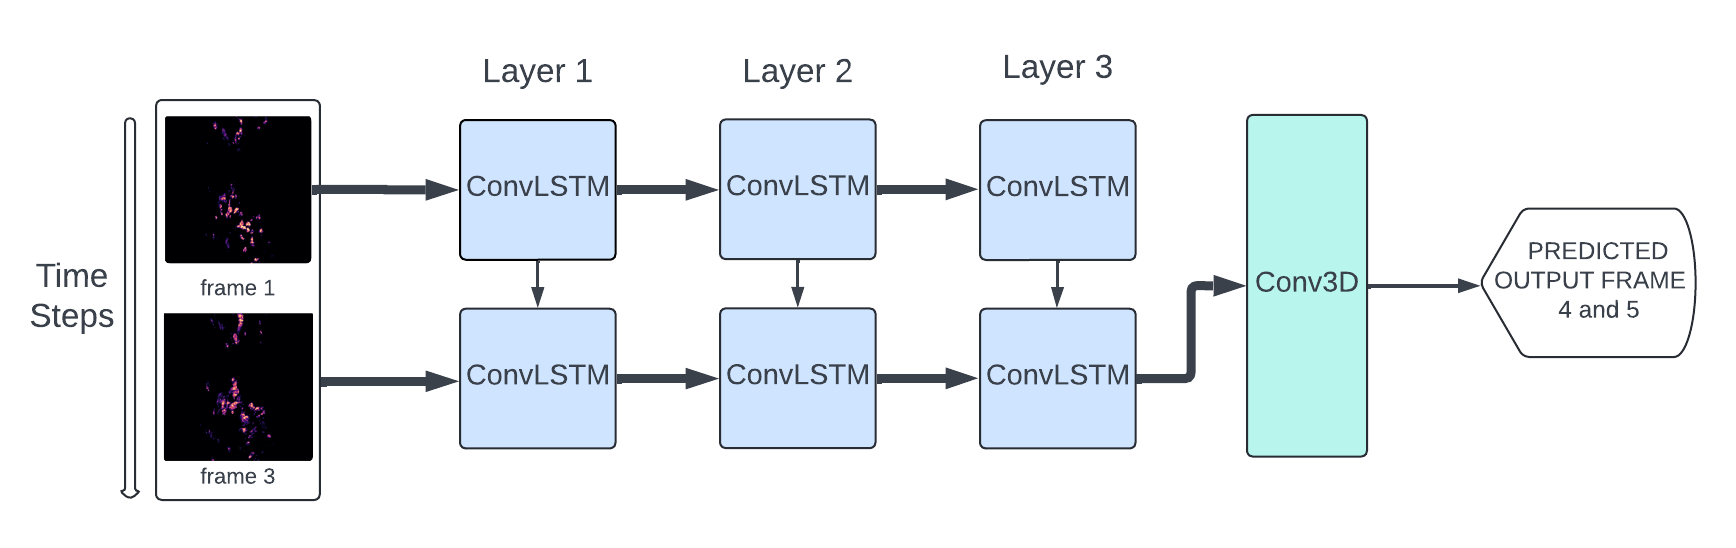 Layer 1
Layer 2
Layer 3
Time
Steps
frame 1
frame 3
ConvLSTM
ConvLSTM
ConvLSTM
ConvLSTM
ConvLSTM
ConvLSTM
Conv3D
PREDICTED
OUTPUT FRAME
4 and 5